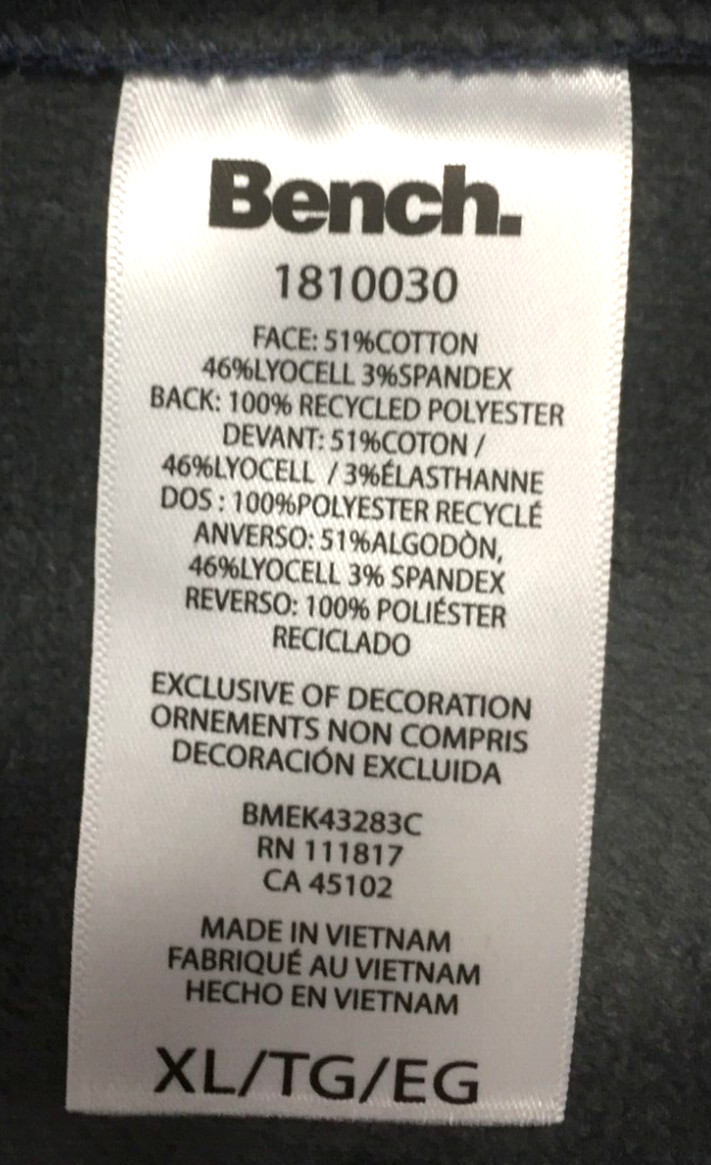 Bench.
1810030
FACE: 51%COTTON
46%LYOCELL 3%SPANDEX
BACK: 100% RECYCLED POLYESTER
DEVANT: 51%COTON /
46%LYOCELL / 3%ÉLASTHANNE
DOS : 100%POLYESTER RECYCLÉ
ANVERSO: 51%ALGODÒN,
46%LYOCELL 3% SPANDEX
REVERSO: 100% POLIÉSTER
RECICLADO
EXCLUSIVE OF DECORATION
ORNEMENTS NON COMPRIS
DECORACIÓN EXCLUIDA
BMEK43283C
RN 111817
CA 45102
MADE IN VIETNAM
FABRIQUÉ AU VIETNAM
HECHO EN VIETNAM
XL/TG/EG